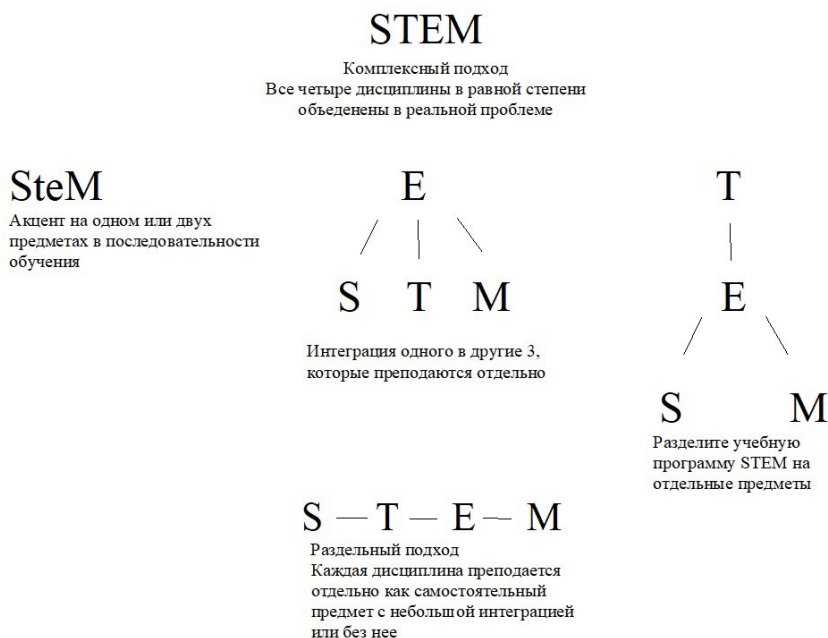 STEM
Комплексный подход
Все четыре дисциплины в равной степени
объеденены в реальной проблеме
SteM
Акцент на одном или двух
предметах в последовательности
обучения
E
S T M
Интеграция одного в другие 3,
которые преподаются отдельно
T
E
S M
Разделите учебную
программу STEM на
отдельные предметы
S — T — E — M
Раздельный подход
Каждая дисциплина преподается
отдельно как самостоятельный
предмет с небольшой интеграцией
или без нее